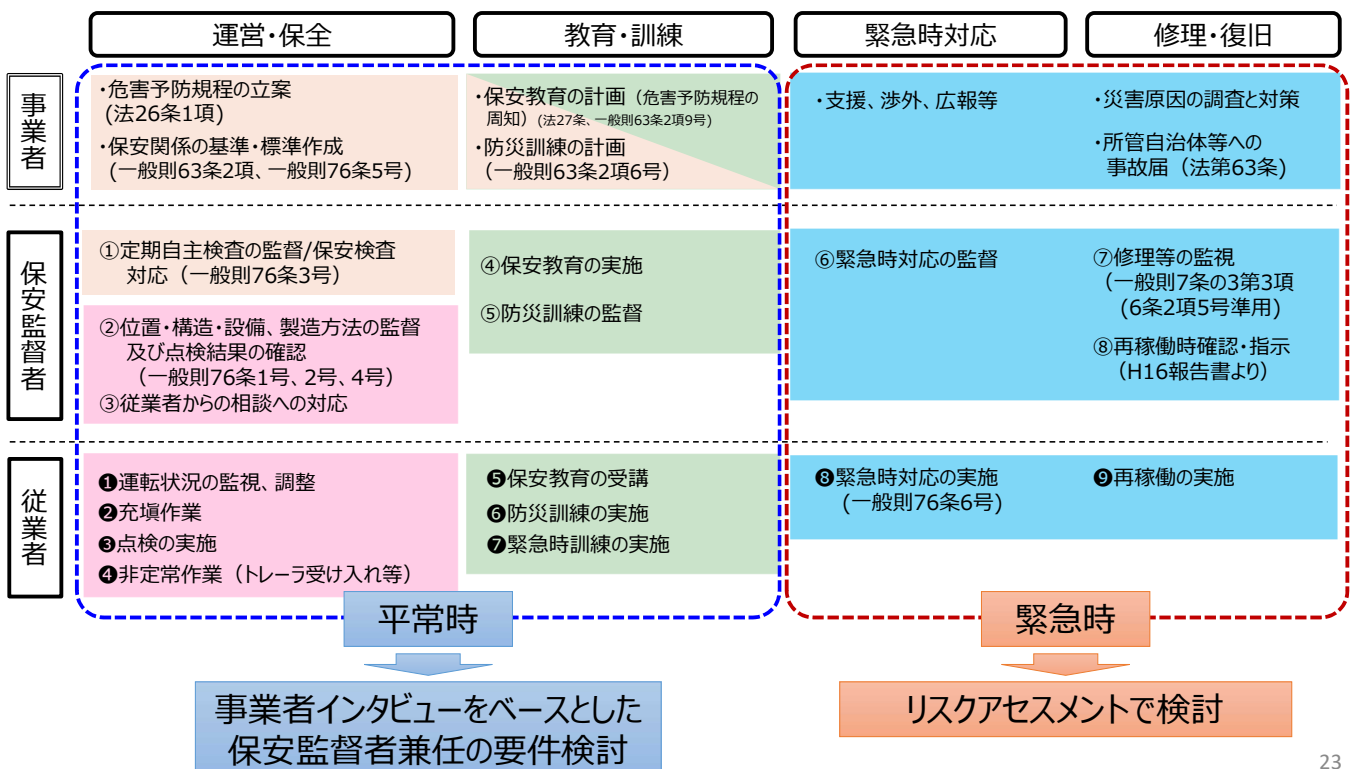 運営・保全
教育・訓練
緊急時対応
修理・復旧
事業者
・危害予防規程の立案
(法26条1項)
・保安関係の基準・標準作成
(一般則63条2項、一般則76条5号)
・保安教育の計画（危害予防規程の
周知）(法27条、一般則63条2項9号)
・防災訓練の計画
(一般則63条2項6号）
・支援、渉外、広報等
・災害原因の調査と対策
・所管自治体等への
事故届（法第63条）
保安監督者
①定期自主検査の監督/保安検査
対応（一般則76条3号）
②位置・構造・設備、製造方法の監督
及び点検結果の確認
（一般則76条1号、2号、4号）
③従業者からの相談への対応
④保安教育の実施
⑤防災訓練の監督
⑥緊急時対応の監督
⑦修理等の監視
(一般則7条の3第3項
(6条2項5号準用)
⑧再稼働時確認・指示
(H16報告書より)
従業者
❶運転状況の監視、調整
❷充塡作業
❸点検の実施
❹非定常作業（トレーラ受け入れ等）
❺保安教育の受講
❻防災訓練の実施
❼緊急時訓練の実施
❽緊急時対応の実施
(一般則76条6号)
❾再稼働の実施
平常時
緊急時
事業者インタビューをベースとした
保安監督者兼任の要件検討
リスクアセスメントで検討
23